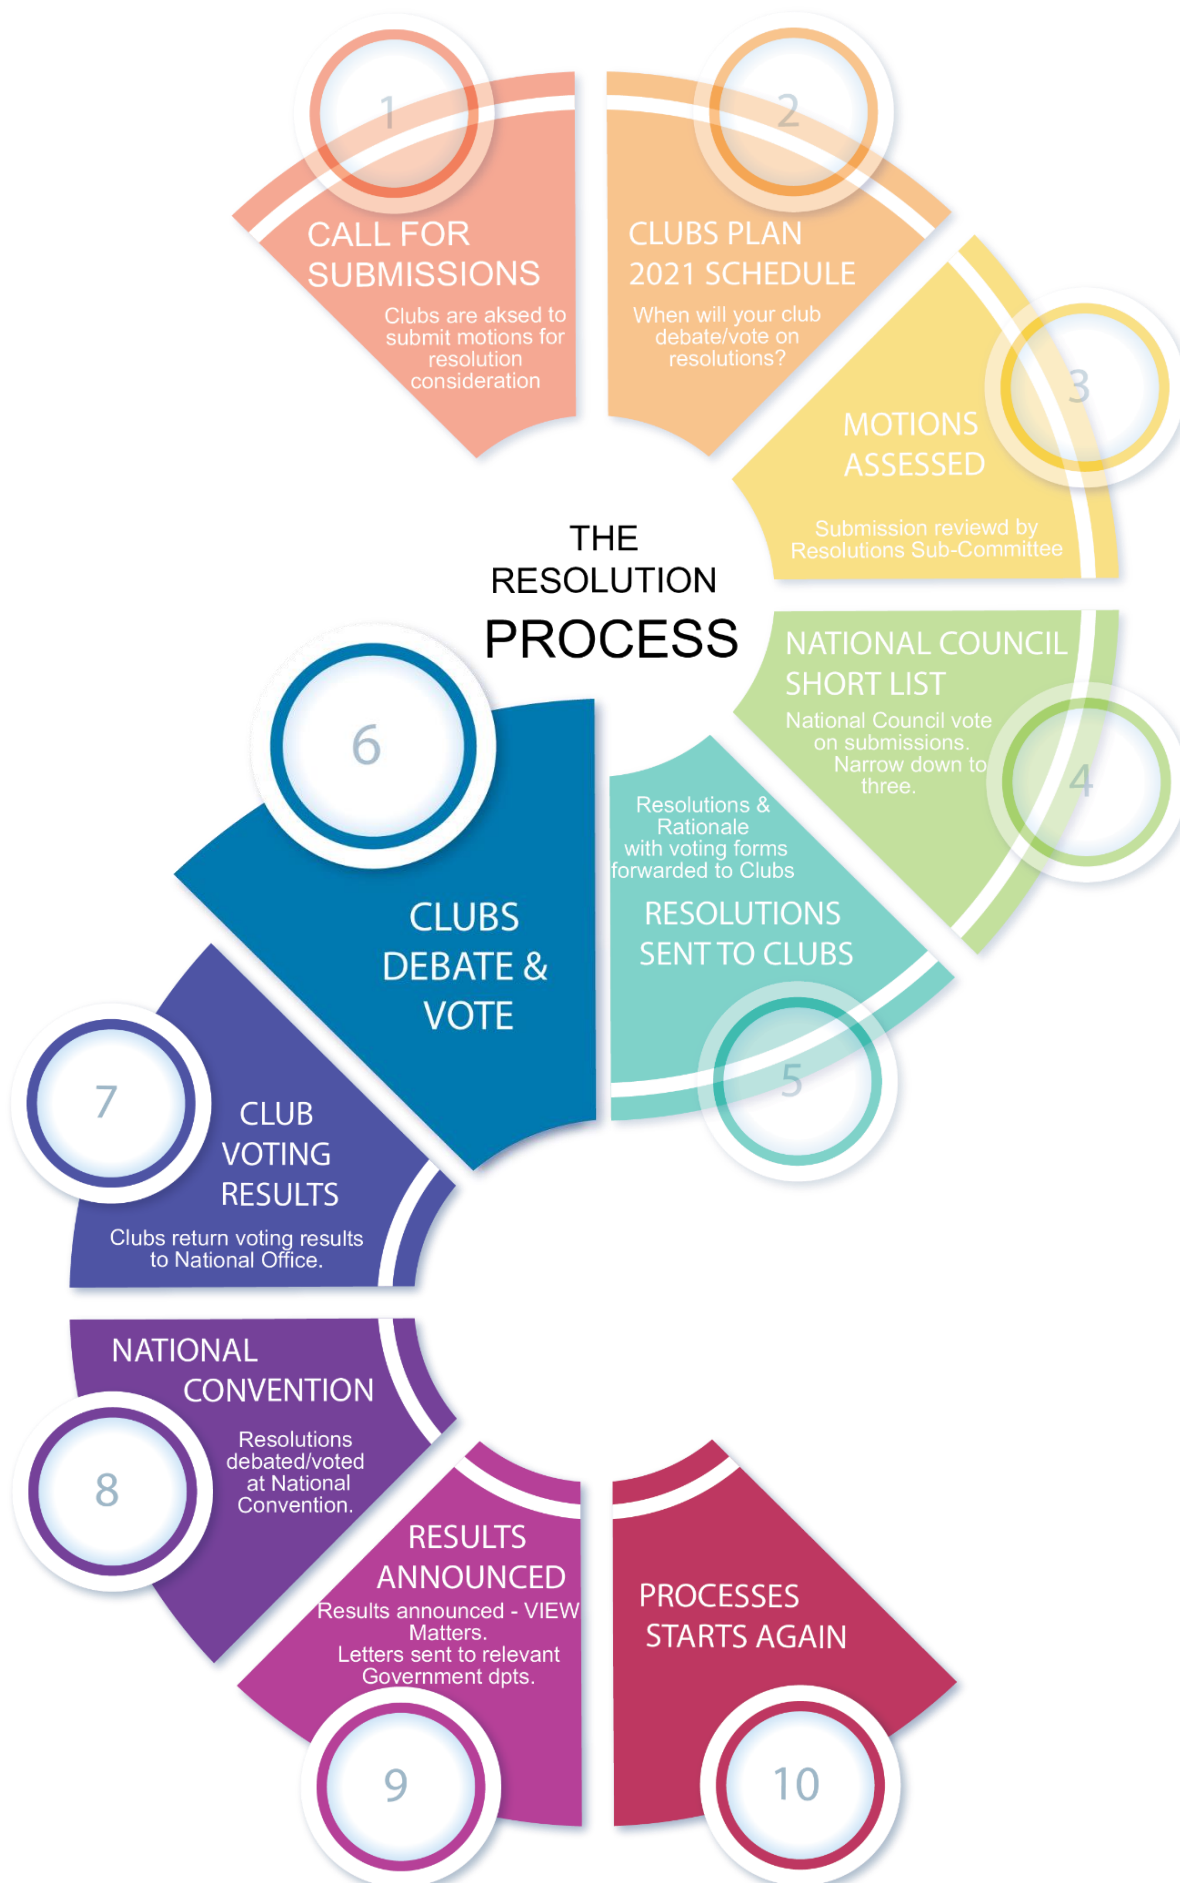 1
CALL FOR
SUBMISSIONS
Clubs are aksed to
submit motions for
resolution
consideration
2
CLUBS PLAN
2021 SCHEDULE
When will your club
debate/vote on
resolutions?
3
MOTIONS
ASSESSED
Submission reviewd by
Resolutions Sub-Committee
THE
RESOLUTION
PROCESS
NATIONAL COUNCIL
SHORT LIST
National Council vote
on submissions.
Narrow down to
three.
4
Resolutions &
Rationale
with voting forms
forwarded to Clubs
RESOLUTIONS
SENT TO CLUBS
5
6
CLUBS
DEBATE &
VOTE
7
CLUB
VOTING
RESULTS
Clubs return voting results
to National Office.
NATIONAL
CONVENTION
Resolutions
debated/voted
at National
Convention.
8
RESULTS
ANNOUNCED
Results announced - VIEW
Matters.
Letters sent to relevant
Government dpts.
9
PROCESSES
STARTS AGAIN
10